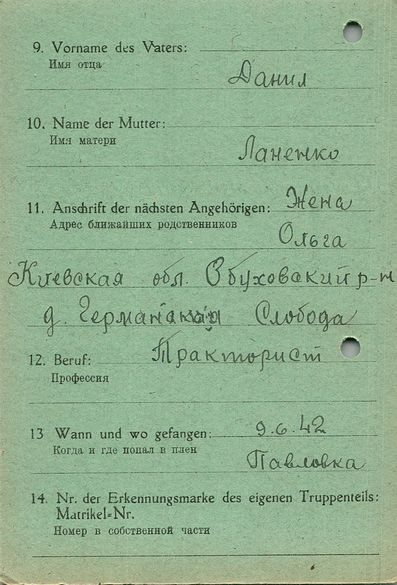 9. Vorname des Vaters:
Имя отца
Данил
10. Name der Mutter:
Имя матери
Ланенко
11. Anschrift der nächsten Angehörigen: Жена
Адрес ближайших родственников
Ольга
Киевская обл. Обуховский р-н
д. Слобода
12. Beruf: Тракторист
Профессия
13 Wann und wo gefangen: 9.6.42
Когда и где попал в плен
Павловка
14. Nr. der Erkennungsmarke des eigenen Truppenteils:
Matrikel-Nr.
Номер в собственной части